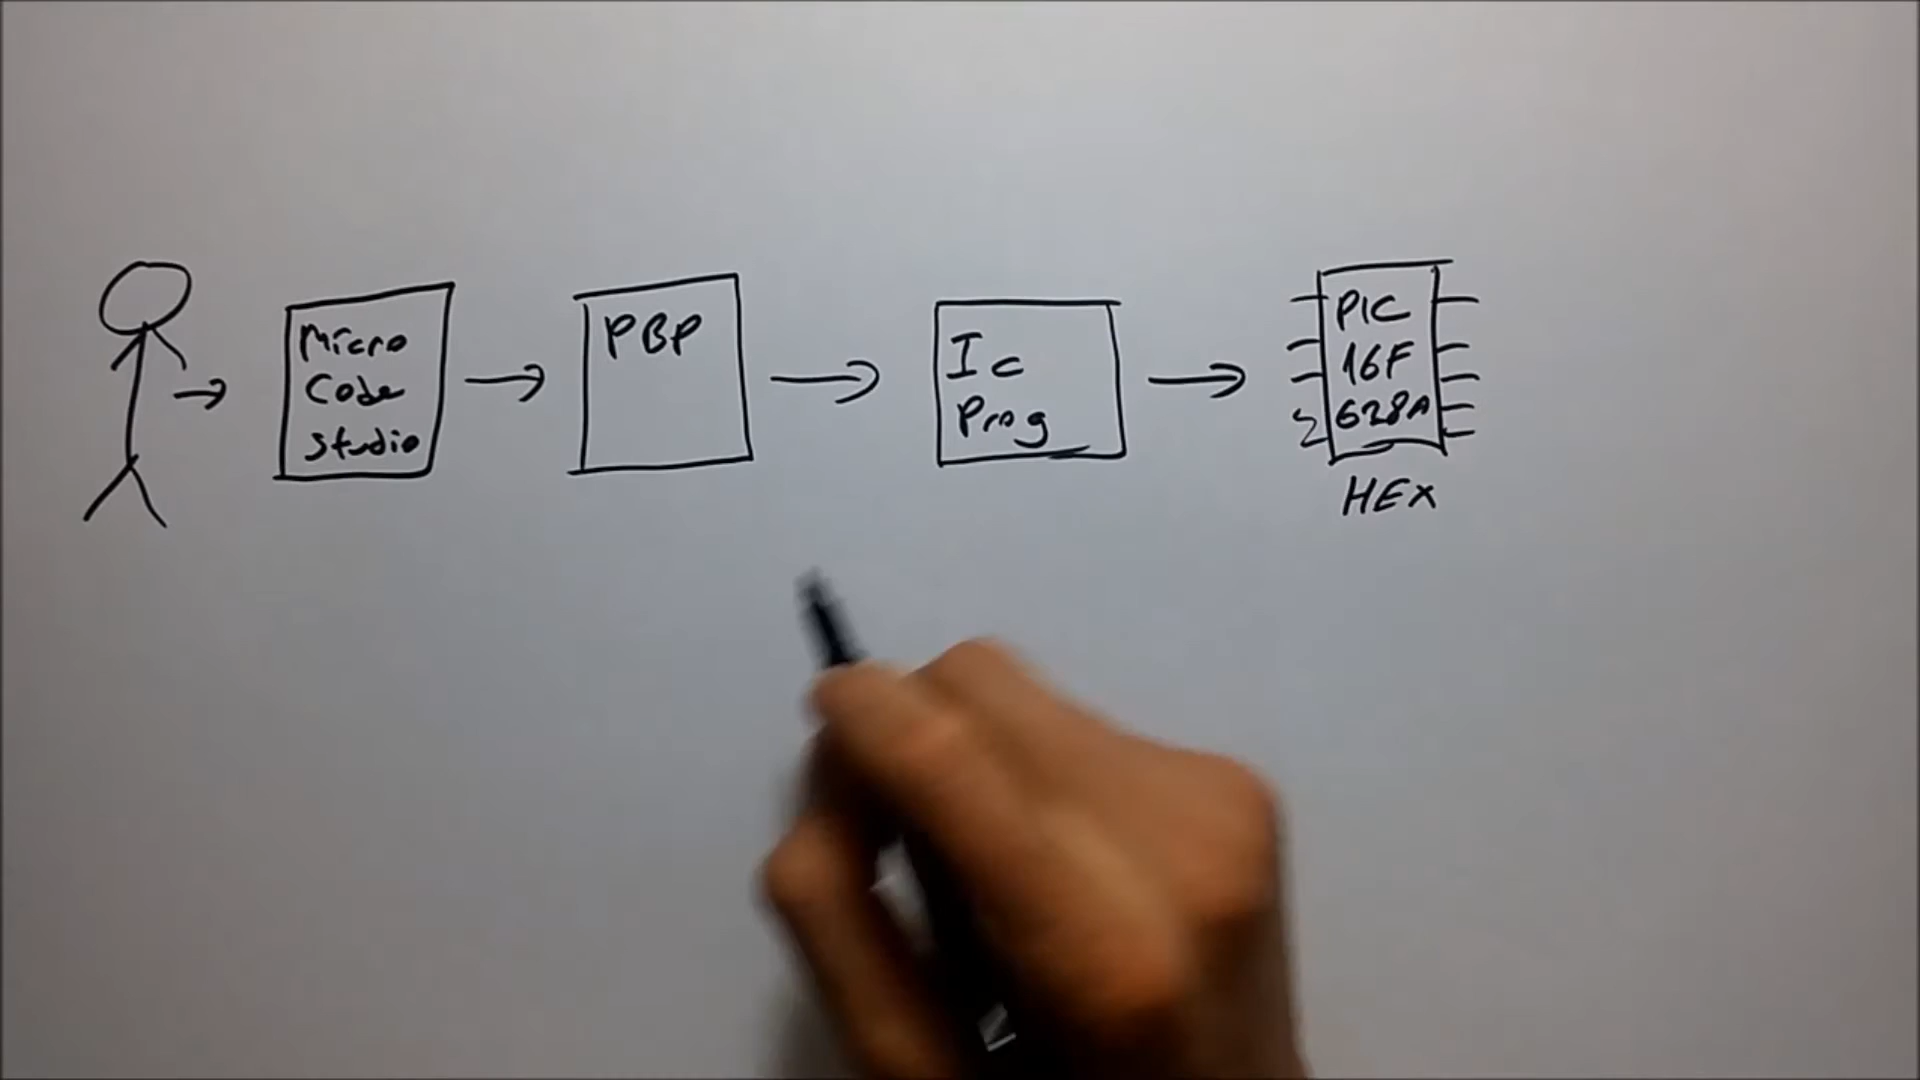 Micro
Code
Studio
PBP
Ic
Prog
PIC
16F
628A
HEX